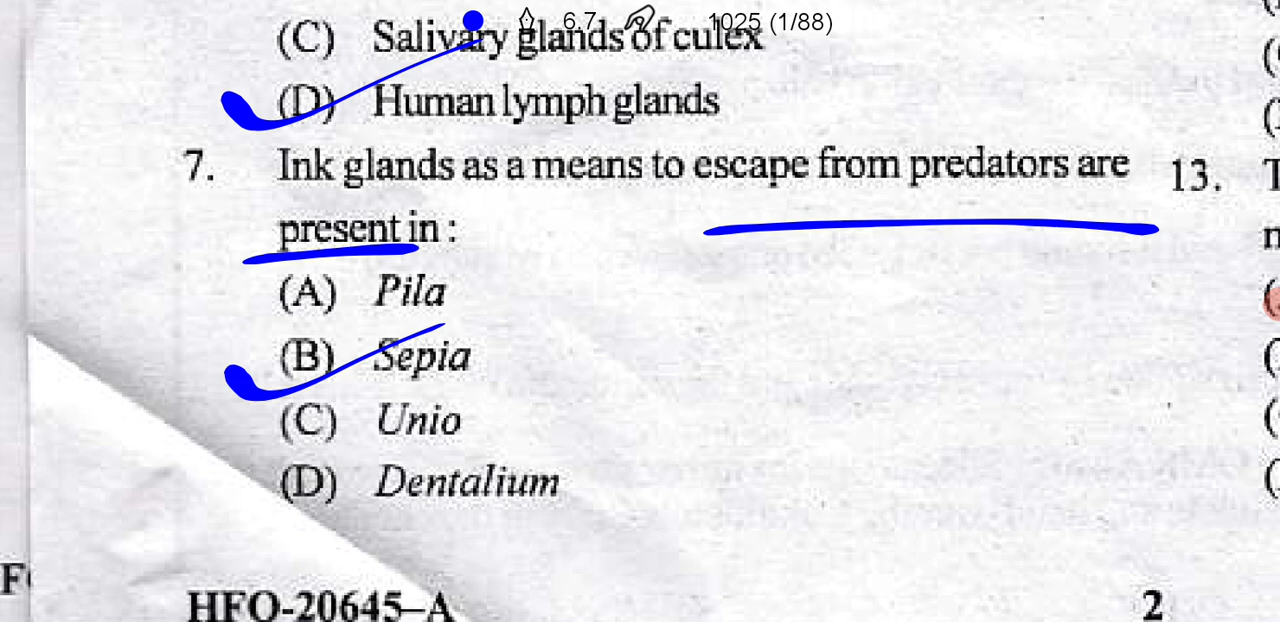 6.7 1025 (1/88)
(C) Salivary glands of culex
(D) Human lymph glands
7. Ink glands as a means to escape from predators are
present in :
(A) Pila
(B) Sepia
(C) Unio
(D) Dentalium
13.
HFO-20645–A 2